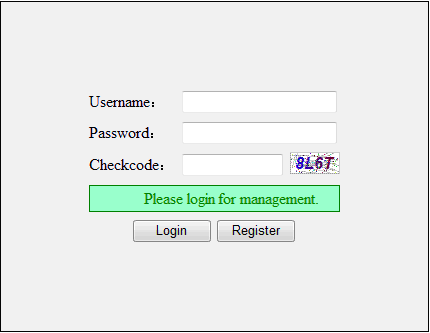 Username：
Password：
Checkcode： 8L6T
Please login for management.
Login Register